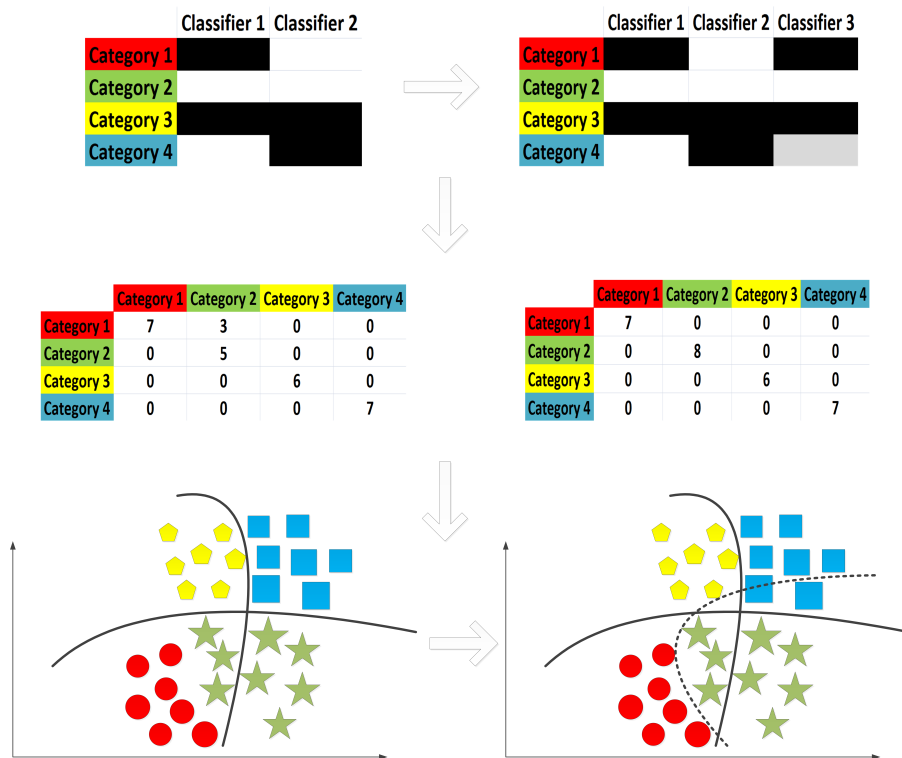 Classifier 1 Classifier 2
Category 1
Category 2
Category 3
Category 4
Classifier 1 Classifier 2 Classifier 3
Category 1
Category 2
Category 3
Category 4
Category 1 Category 2 Category 3 Category 4
Category 1 7 3 0 0
Category 2 0 5 0 0
Category 3 0 0 6 0
Category 4 0 0 0 7
Category 1 Category 2 Category 3 Category 4
Category 1 7 0 0 0
Category 2 0 8 0 0
Category 3 0 0 6 0
Category 4 0 0 0 7